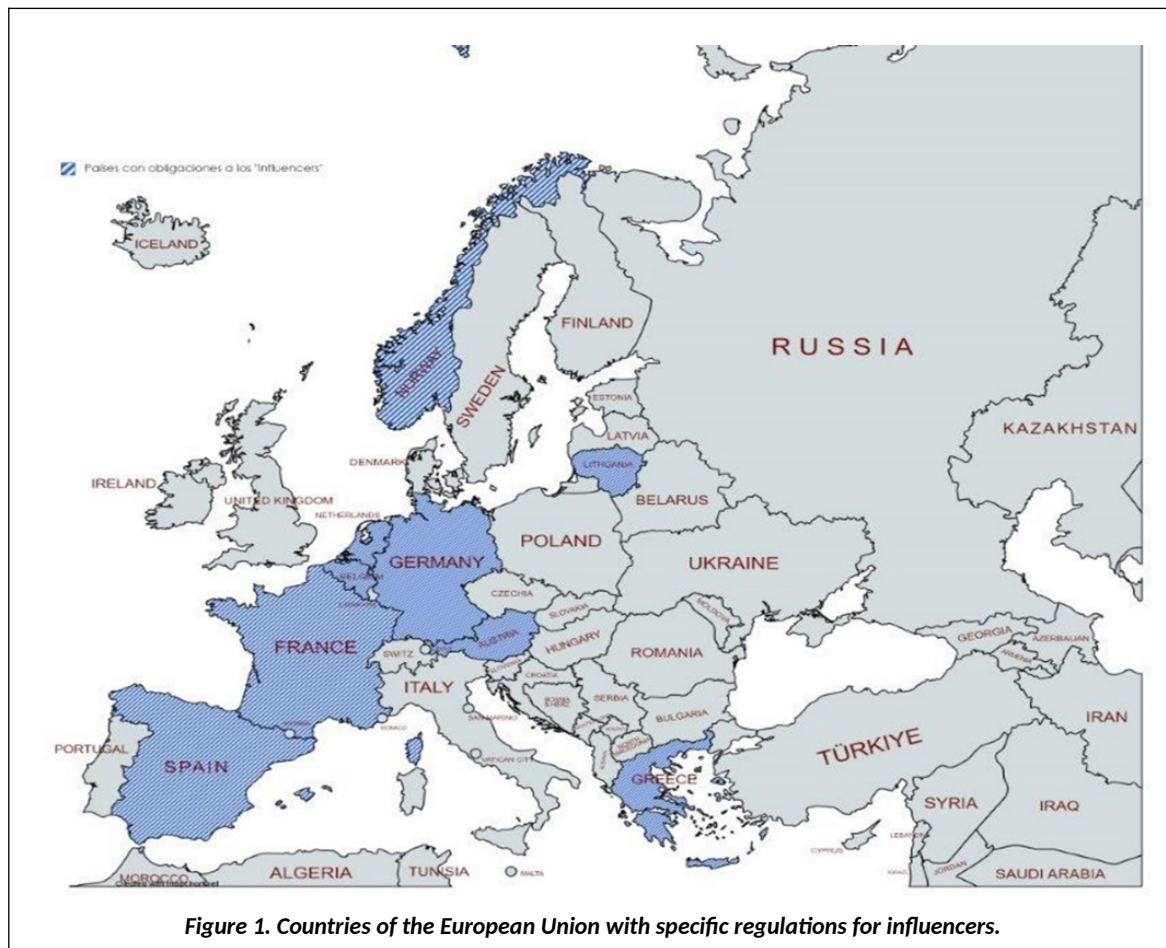 Países con obligaciones a los "influencers"
ICELAND
NORWAY
SWEDEN
FINLAND
RUSSIA
ESTONIA
LATVIA
LITHUANIA
DENMARK
IRELAND
UNITED KINGDOM
NETHERLANDS
BELGIUM
GERMANY
POLAND
BELARUS
KAZAKHSTAN
UKRAINE
CZECHIA
SLOVAKIA
MOLDOVA
AUSTRIA
HUNGARY
FRANCE
SWITZ.
ROMANIA
SLOVENIA
CROATIA
ITALY
SERBIA
SAN MARINO
MONACO
BULGARIA
GEORGIA
AZERBAIJAN
ARMENIA
PORTUGAL
SPAIN
VATICAN CITY
GREECE
TÜRKIYE
IRAN
SYRIA
IRAQ
LEBANON
CYPRUS
JORDAN
SAUDI ARABIA
MOROCCO
ALGERIA
TUNISIA
MALTA
Figure 1. Countries of the European Union with specific regulations for influencers.